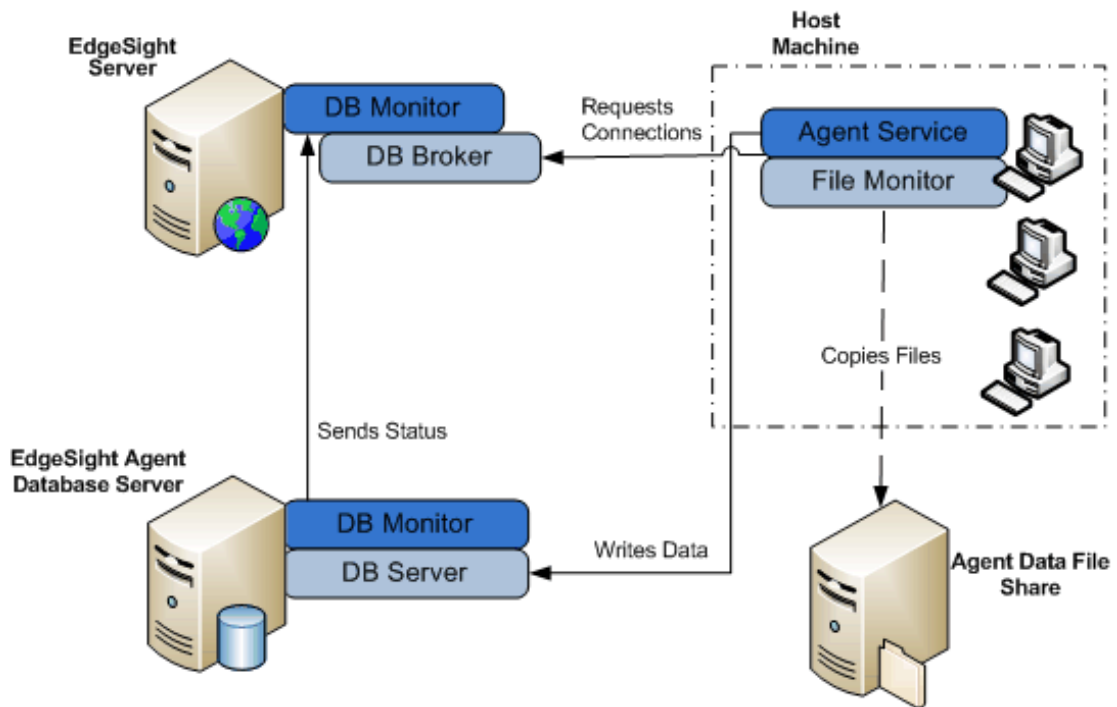 EdgeSight
Server
DB Monitor
DB Broker
Requests
Connections
Host
Machine
Agent Service
File Monitor
Copies Files
Sends Status
EdgeSight Agent
Database Server
DB Monitor
DB Server
Writes Data
Agent Data File
Share